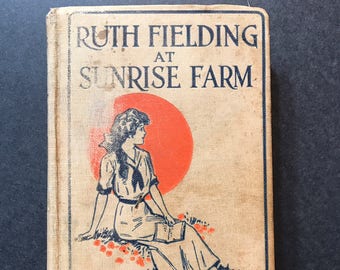 RUTH FIELDING
AT
SUNRISE FARM